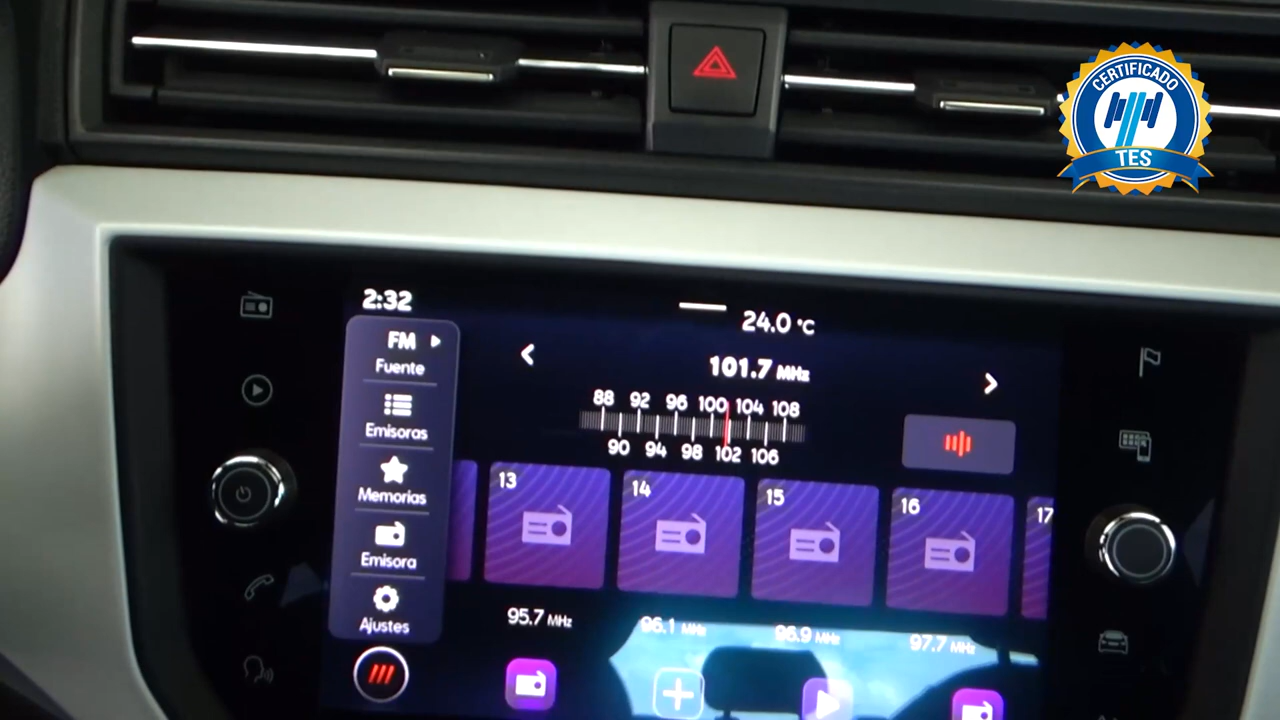 CERTIFICADO
TES
2:32
24.0 °C
FM
Fuente
101.7 MHz
88 92 96 100 104 108
90 94 98 102 106
Emisoras
Memorias
Emisora
Ajustes
13 14 15 16 17
95.7 MHz 96.1 MHz 96.9 MHz 97.7 MHz